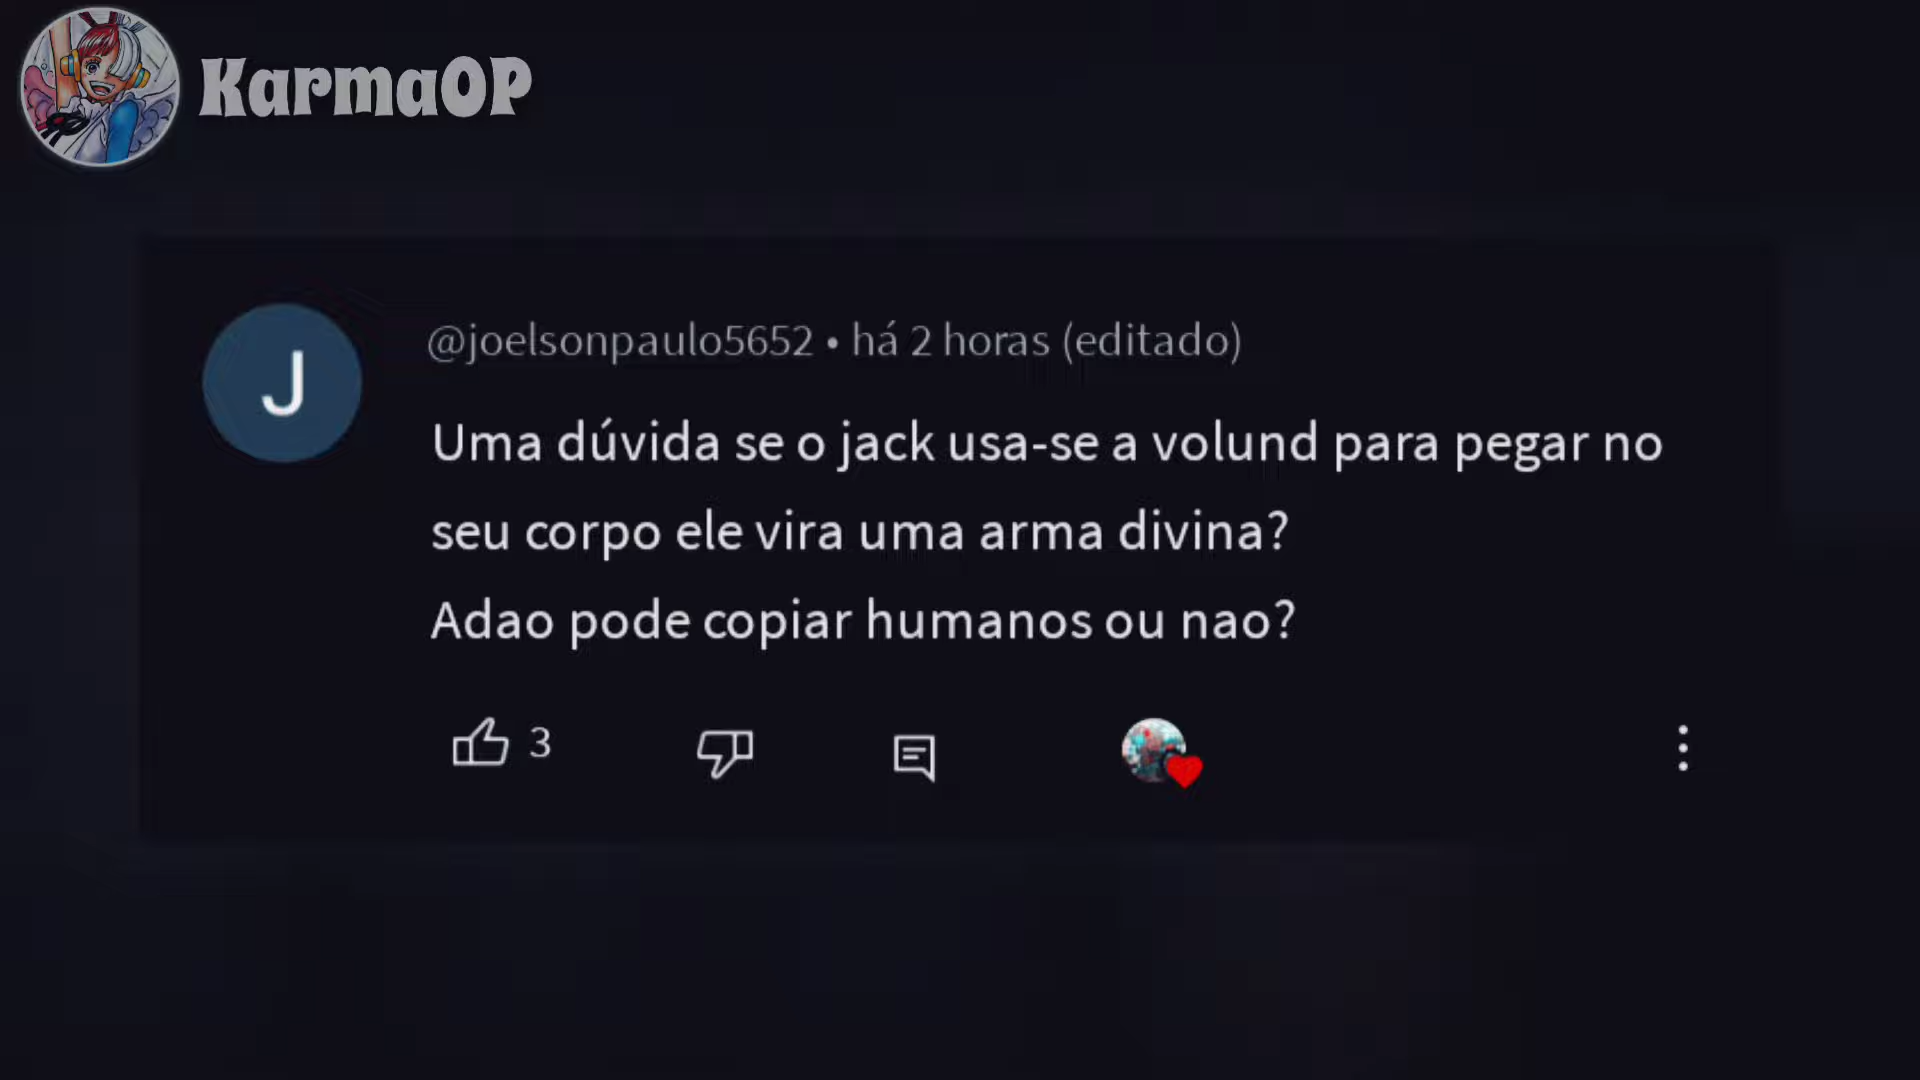 KarmaOP
@joelsonpaulo5652 • há 2 horas (editado)
J
Uma dúvida se o jack usa-se a volund para pegar no
seu corpo ele vira uma arma divina?
Adao pode copiar humanos ou nao?
3